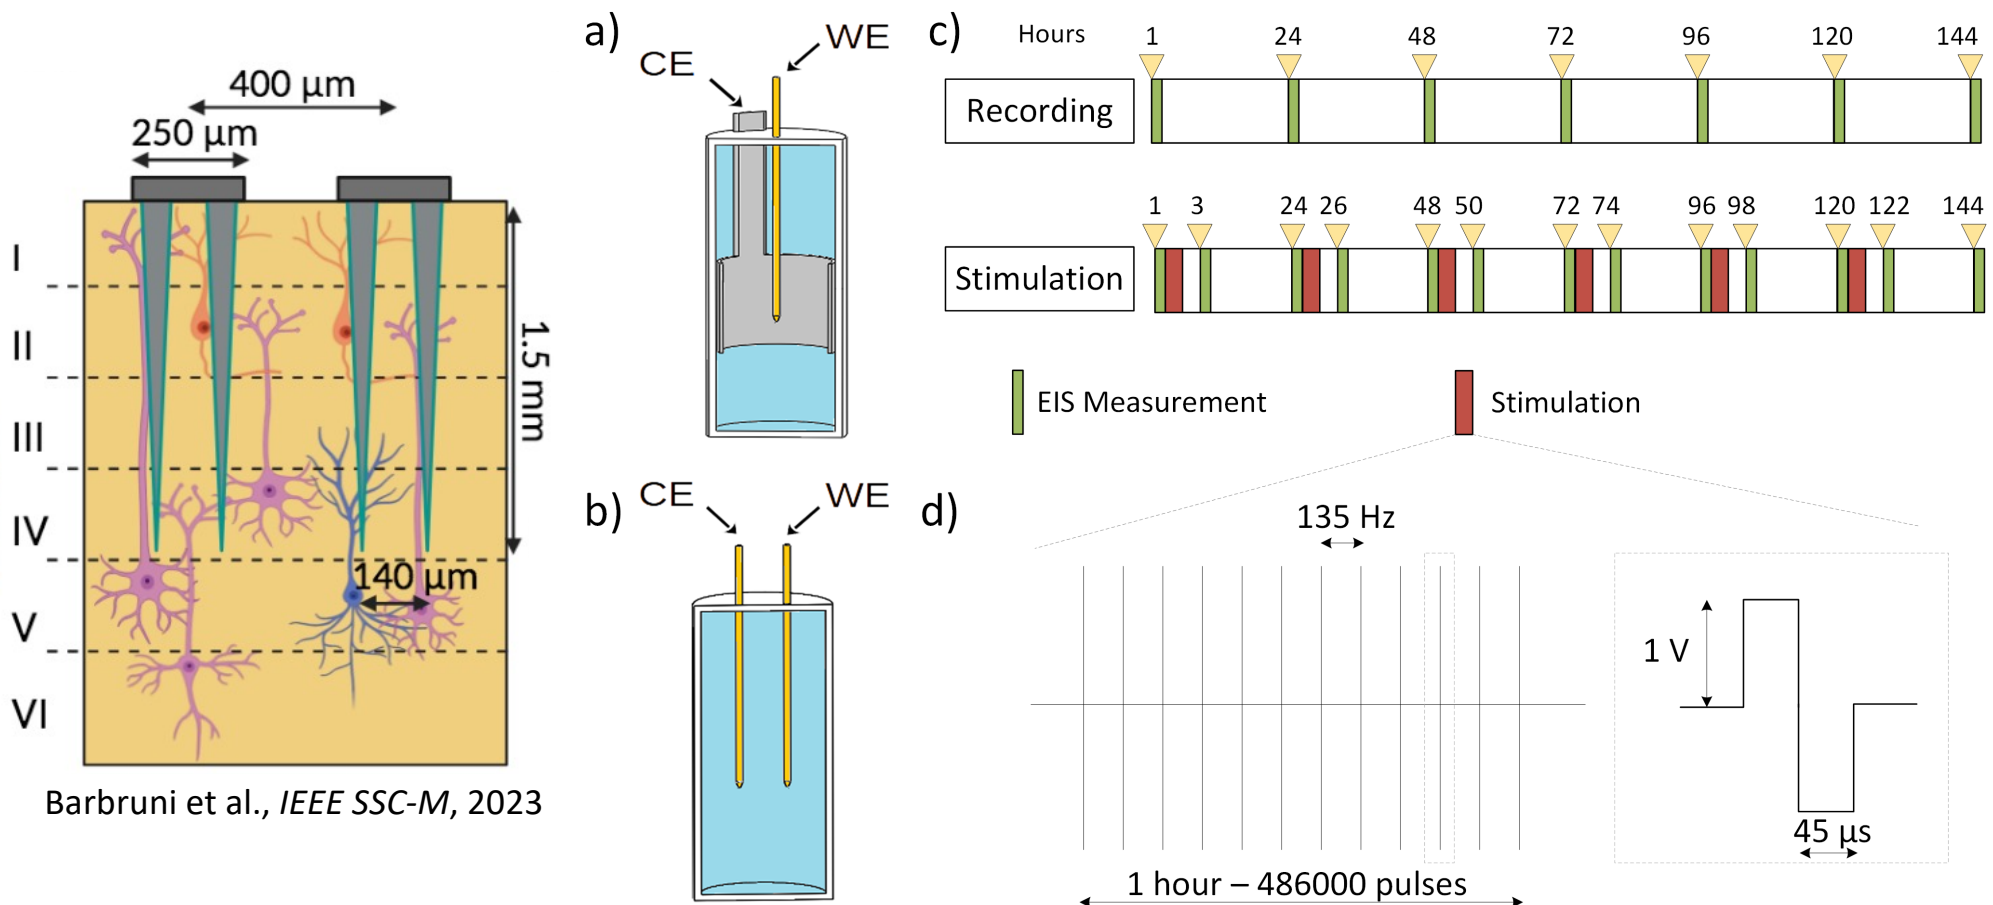 400 μm
250 μm
I
II
III
IV
V
VI
1.5 mm
140 μm
Barbruni et al., IEEE SSC-M, 2023
a)
CE
WE
b)
CE
WE
c)
Hours 1 24 48 72 96 120 144
Recording
1 3 24 26 48 50 72 74 96 98 120 122 144
Stimulation
EIS Measurement
Stimulation
d)
135 Hz
1 V
45 μs
1 hour – 486000 pulses